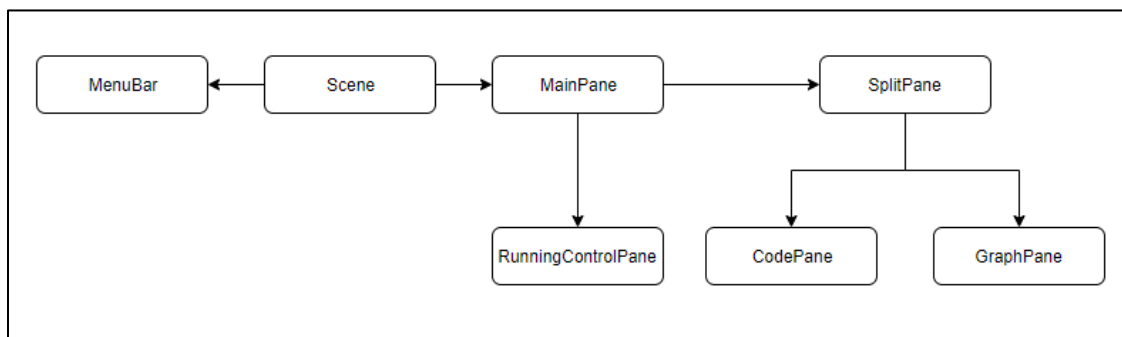 MenuBar
Scene
MainPane
SplitPane
RunningControlPane
CodePane
GraphPane